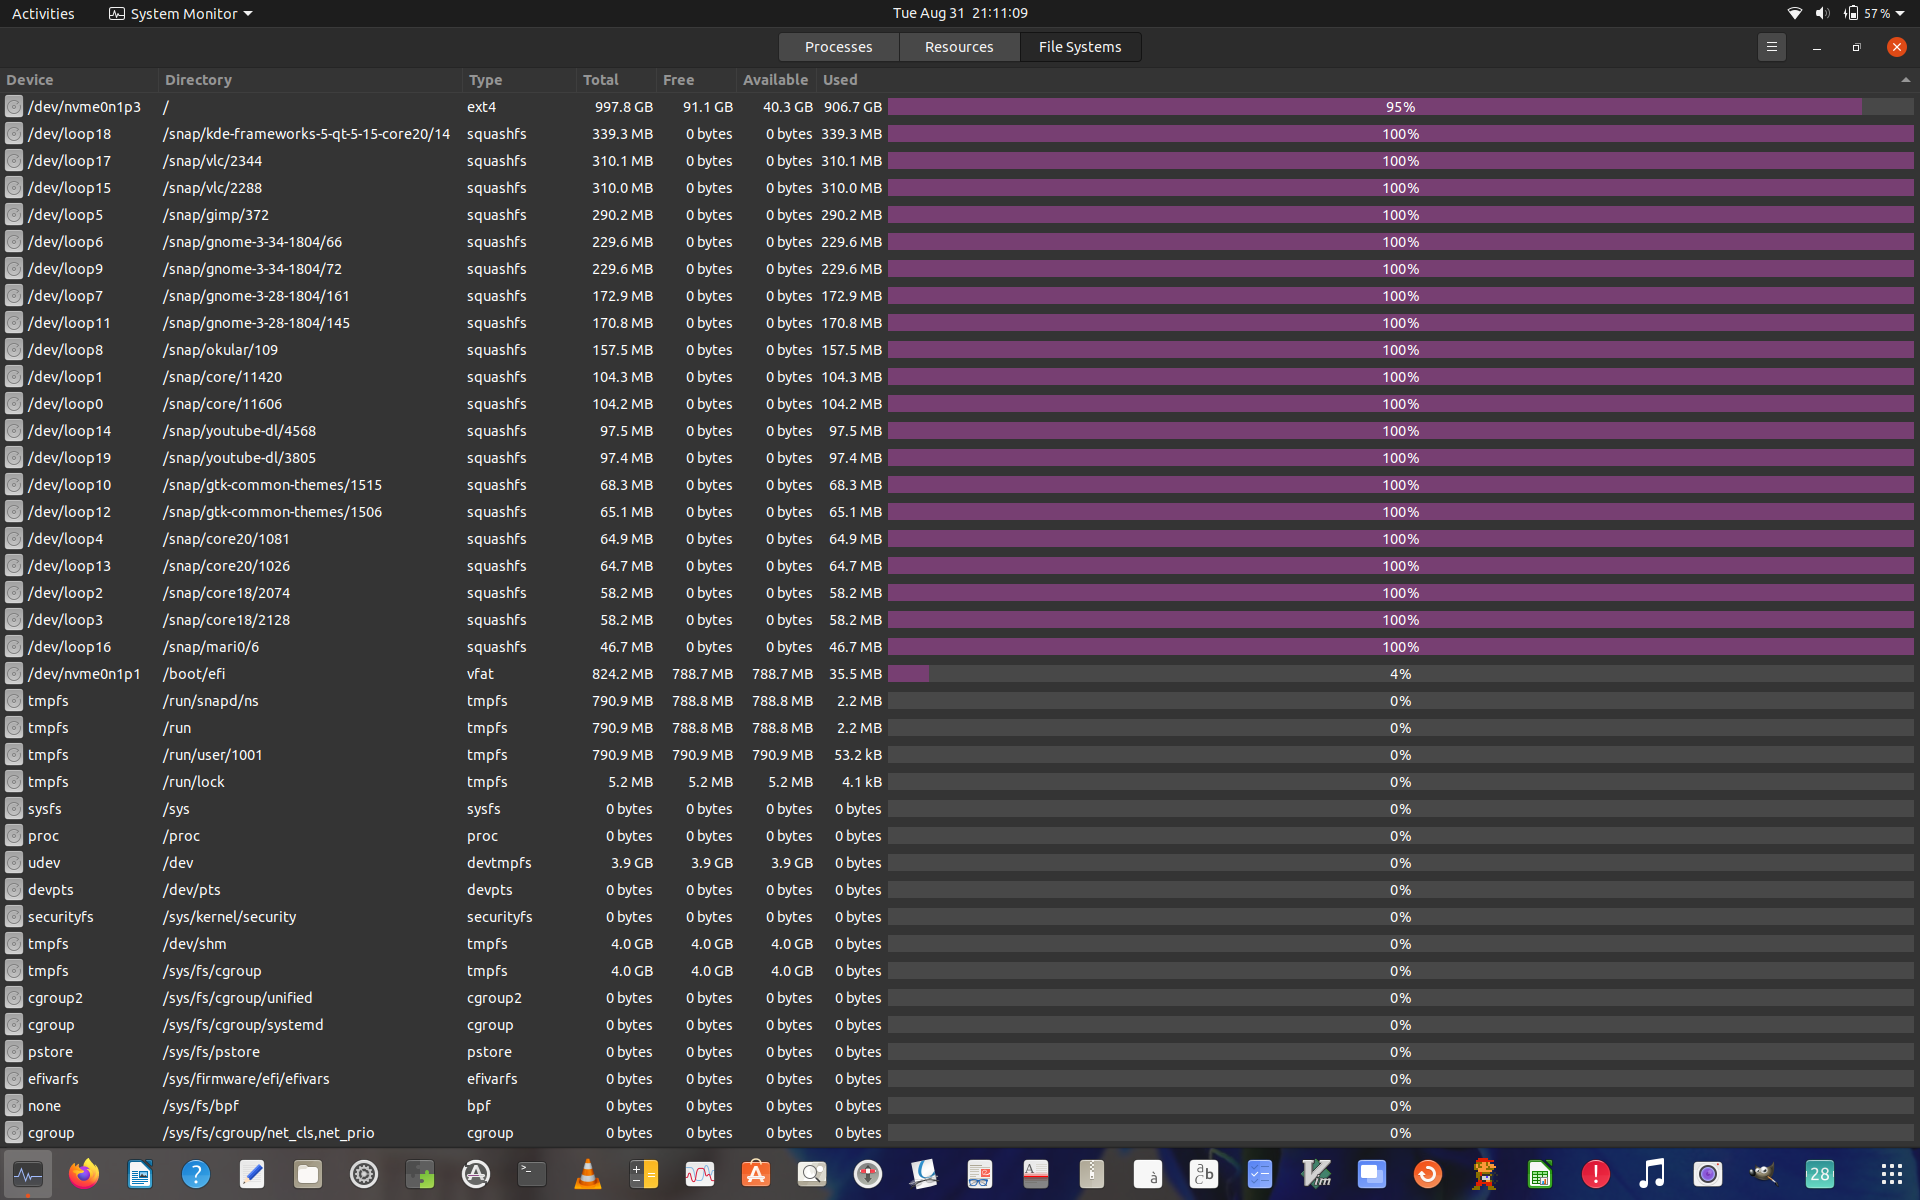 Activities System Monitor Tue Aug 31 21:11:09 57 %
Processes Resources File Systems
Device Directory Type Total Free Available Used
/dev/nvme0n1p3 / ext4 997.8 GB 91.1 GB 40.3 GB 906.7 GB 95%
/dev/loop18 /snap/kde-frameworks-5-qt-5-15-core20/14 squashfs 339.3 MB 0 bytes 0 bytes 339.3 MB 100%
/dev/loop17 /snap/vlc/2344 squashfs 310.1 MB 0 bytes 0 bytes 310.1 MB 100%
/dev/loop15 /snap/vlc/2288 squashfs 310.0 MB 0 bytes 0 bytes 310.0 MB 100%
/dev/loop5 /snap/gimp/372 squashfs 290.2 MB 0 bytes 0 bytes 290.2 MB 100%
/dev/loop6 /snap/gnome-3-34-1804/66 squashfs 229.6 MB 0 bytes 0 bytes 229.6 MB 100%
/dev/loop9 /snap/gnome-3-34-1804/72 squashfs 229.6 MB 0 bytes 0 bytes 229.6 MB 100%
/dev/loop7 /snap/gnome-3-28-1804/161 squashfs 172.9 MB 0 bytes 0 bytes 172.9 MB 100%
/dev/loop11 /snap/gnome-3-28-1804/145 squashfs 170.8 MB 0 bytes 0 bytes 170.8 MB 100%
/dev/loop8 /snap/okular/109 squashfs 157.5 MB 0 bytes 0 bytes 157.5 MB 100%
/dev/loop1 /snap/core/11420 squashfs 104.3 MB 0 bytes 0 bytes 104.3 MB 100%
/dev/loop0 /snap/core/11606 squashfs 104.2 MB 0 bytes 0 bytes 104.2 MB 100%
/dev/loop14 /snap/youtube-dl/4568 squashfs 97.5 MB 0 bytes 0 bytes 97.5 MB 100%
/dev/loop19 /snap/youtube-dl/3805 squashfs 97.4 MB 0 bytes 0 bytes 97.4 MB 100%
/dev/loop10 /snap/gtk-common-themes/1515 squashfs 68.3 MB 0 bytes 0 bytes 68.3 MB 100%
/dev/loop12 /snap/gtk-common-themes/1506 squashfs 65.1 MB 0 bytes 0 bytes 65.1 MB 100%
/dev/loop4 /snap/core20/1081 squashfs 64.9 MB 0 bytes 0 bytes 64.9 MB 100%
/dev/loop13 /snap/core20/1026 squashfs 64.7 MB 0 bytes 0 bytes 64.7 MB 100%
/dev/loop2 /snap/core18/2074 squashfs 58.2 MB 0 bytes 0 bytes 58.2 MB 100%
/dev/loop3 /snap/core18/2128 squashfs 58.2 MB 0 bytes 0 bytes 58.2 MB 100%
/dev/loop16 /snap/mari0/6 squashfs 46.7 MB 0 bytes 0 bytes 46.7 MB 100%
/dev/nvme0n1p1 /boot/efi vfat 824.2 MB 788.7 MB 788.7 MB 35.5 MB 4%
tmpfs /run/snapd/ns tmpfs 790.9 MB 788.8 MB 788.8 MB 2.2 MB 0%
tmpfs /run tmpfs 790.9 MB 788.8 MB 788.8 MB 2.2 MB 0%
tmpfs /run/user/1001 tmpfs 790.9 MB 790.9 MB 790.9 MB 53.2 kB 0%
tmpfs /run/lock tmpfs 5.2 MB 5.2 MB 5.2 MB 4.1 kB 0%
sysfs /sys sysfs 0 bytes 0 bytes 0 bytes 0 bytes 0%
proc /proc proc 0 bytes 0 bytes 0 bytes 0 bytes 0%
udev /dev devtmpfs 3.9 GB 3.9 GB 3.9 GB 0 bytes 0%
devpts /dev/pts devpts 0 bytes 0 bytes 0 bytes 0 bytes 0%
securityfs /sys/kernel/security securityfs 0 bytes 0 bytes 0 bytes 0 bytes 0%
tmpfs /dev/shm tmpfs 4.0 GB 4.0 GB 4.0 GB 0 bytes 0%
tmpfs /sys/fs/cgroup tmpfs 4.0 GB 4.0 GB 4.0 GB 0 bytes 0%
cgroup2 /sys/fs/cgroup/unified cgroup2 0 bytes 0 bytes 0 bytes 0 bytes 0%
cgroup /sys/fs/cgroup/systemd cgroup 0 bytes 0 bytes 0 bytes 0 bytes 0%
pstore /sys/fs/pstore pstore 0 bytes 0 bytes 0 bytes 0 bytes 0%
efivarfs /sys/firmware/efi/efivars efivarfs 0 bytes 0 bytes 0 bytes 0 bytes 0%
none /sys/fs/bpf bpf 0 bytes 0 bytes 0 bytes 0 bytes 0%
cgroup /sys/fs/cgroup/net_cls,net_prio cgroup 0 bytes 0 bytes 0 bytes 0 bytes 0%
? >_ A à a b c Vim ! 28